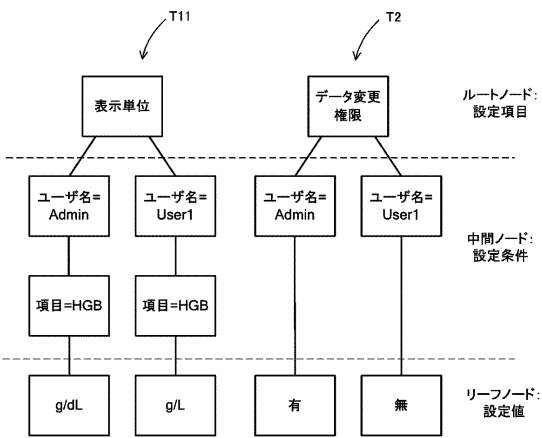 T11
T2
表示単位
データ変更
権限
ルートノード:
設定項目
ユーザ名=
Admin
ユーザ名=
User1
ユーザ名=
Admin
ユーザ名=
User1
中間ノード:
設定条件
項目=HGB
項目=HGB
g/dL
g/L
有
無
リーフノード:
設定値